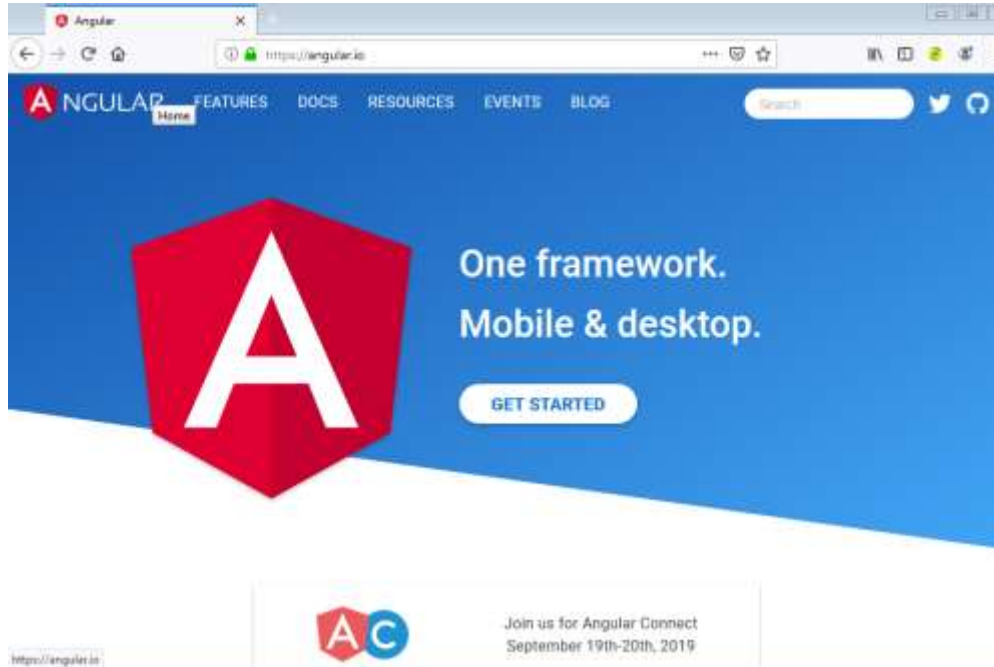 Angular
https://angular.io
ANGULAR
Home
FEATURES DOCS RESOURCES EVENTS BLOG
Search
One framework.
Mobile & desktop.
GET STARTED
AC
Join us for Angular Connect
September 19th-20th, 2019
https://angular.io